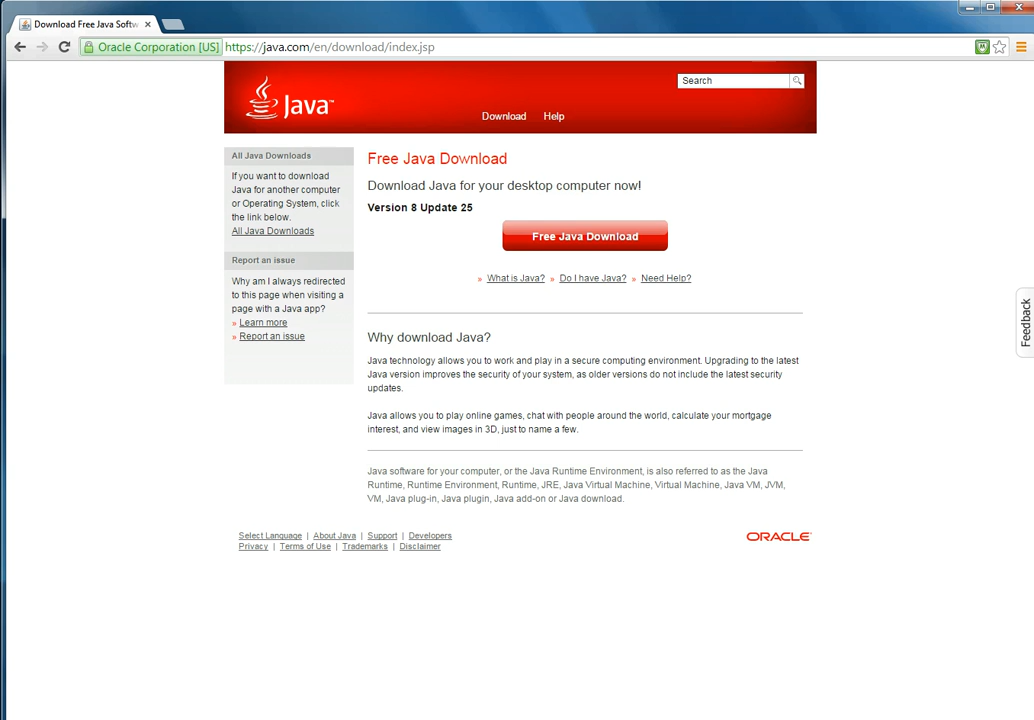 Download Free Java Softw
Oracle Corporation [US] https://java.com/en/download/index.jsp
Java™
Search
Download Help
All Java Downloads
If you want to download
Java for another computer
or Operating System, click
the link below.
All Java Downloads
Report an issue
Why am I always redirected
to this page when visiting a
page with a Java app?
» Learn more
» Report an issue
Free Java Download
Download Java for your desktop computer now!
Version 8 Update 25
Free Java Download
» What is Java? » Do I have Java? » Need Help?
Why download Java?
Java technology allows you to work and play in a secure computing environment. Upgrading to the latest
Java version improves the security of your system, as older versions do not include the latest security
updates.
Java allows you to play online games, chat with people around the world, calculate your mortgage
interest, and view images in 3D, just to name a few.
Java software for your computer, or the Java Runtime Environment, is also referred to as the Java
Runtime, Runtime Environment, Runtime, JRE, Java Virtual Machine, Virtual Machine, Java VM, JVM,
VM, Java plug-in, Java plugin, Java add-on or Java download.
Select Language | About Java | Support | Developers
Privacy | Terms of Use | Trademarks | Disclaimer
ORACLE
Feedback